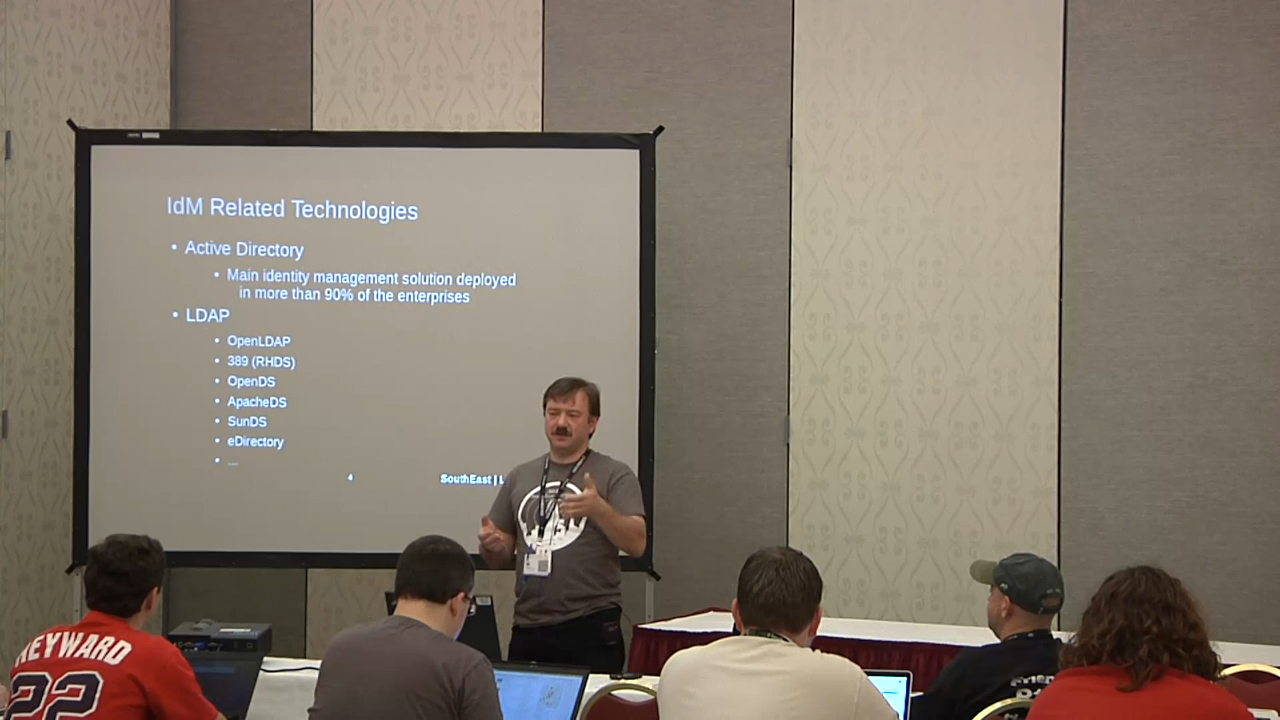 IdM Related Technologies
• Active Directory
• Main identity management solution deployed
in more than 90% of the enterprises
• LDAP
• OpenLDAP
• 389 (RHDS)
• OpenDS
• ApacheDS
• SunDS
• eDirectory
• ...
4
SouthEast |
HEYWARD
22